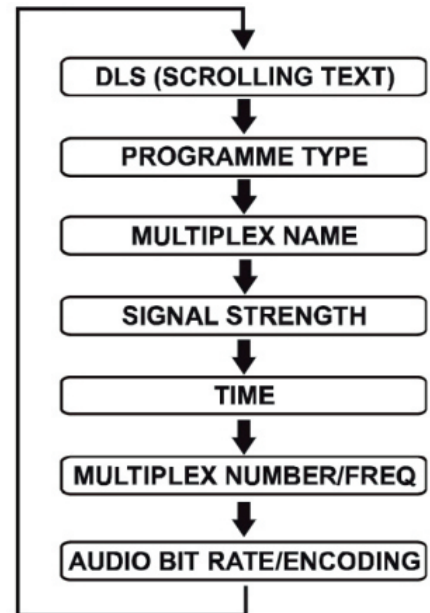 DLS (SCROLLING TEXT)
PROGRAMME TYPE
MULTIPLEX NAME
SIGNAL STRENGTH
TIME
MULTIPLEX NUMBER/FREQ
AUDIO BIT RATE/ENCODING